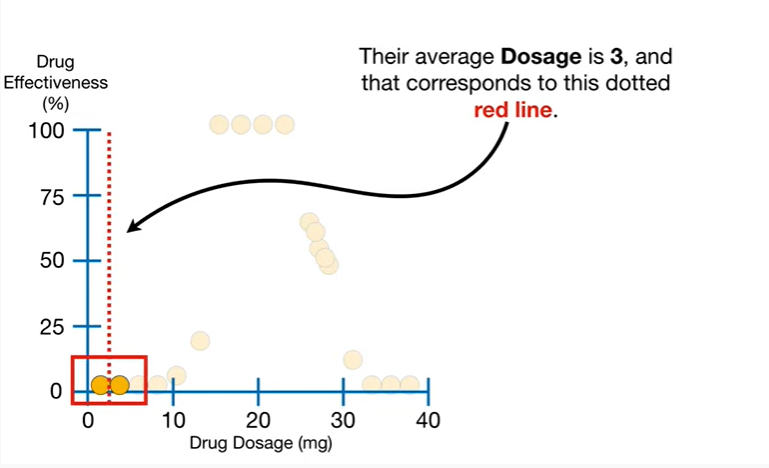 Their average Dosage is 3, and
that corresponds to this dotted
red line.
Drug
Effectiveness
(%)
100
75
50
25
0
0 10 20 30 40
Drug Dosage (mg)